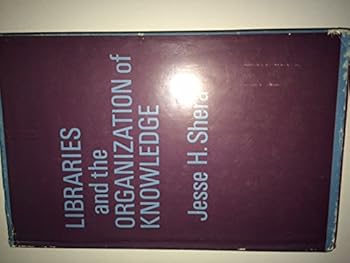 LIBRARIES
and the
ORGANIZATION of
KNOWLEDGE
Jesse H. Shera